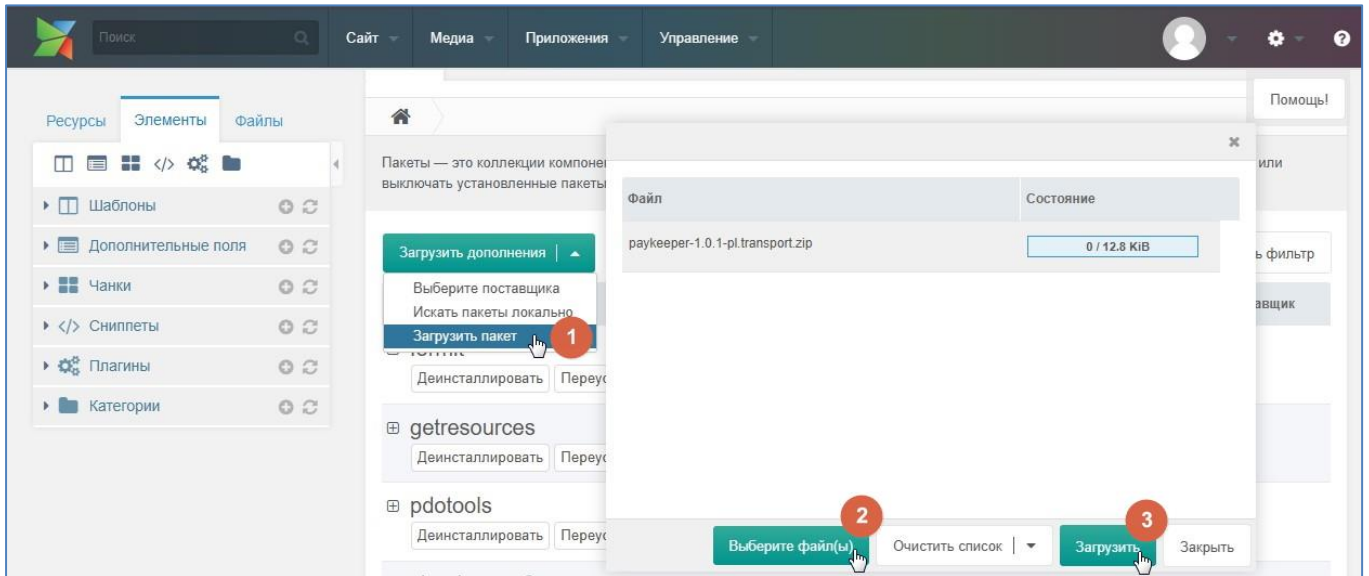 Поиск
Сайт
Медиа
Приложения
Управление
Помощь!
Ресурсы
Элементы
Файлы
Пакеты — это коллекции компоне
или
выключать установленные пакеты
Шаблоны
Дополнительные поля
Чанки
Сниппеты
Плагины
Категории
Загрузить дополнения
ь фильтр
Выберите поставщика
Искать пакеты локально
Загрузить пакет
1
авщик
Деинсталлировать
Переус
getresources
Деинсталлировать
Переус
pdotools
Деинсталлировать
Переус
Файл
Состояние
paykeeper-1.0.1-pl.transport.zip
0 / 12.8 KiB
2
3
Выберите файл(ы)
Очистить список
Загрузить
Закрыть